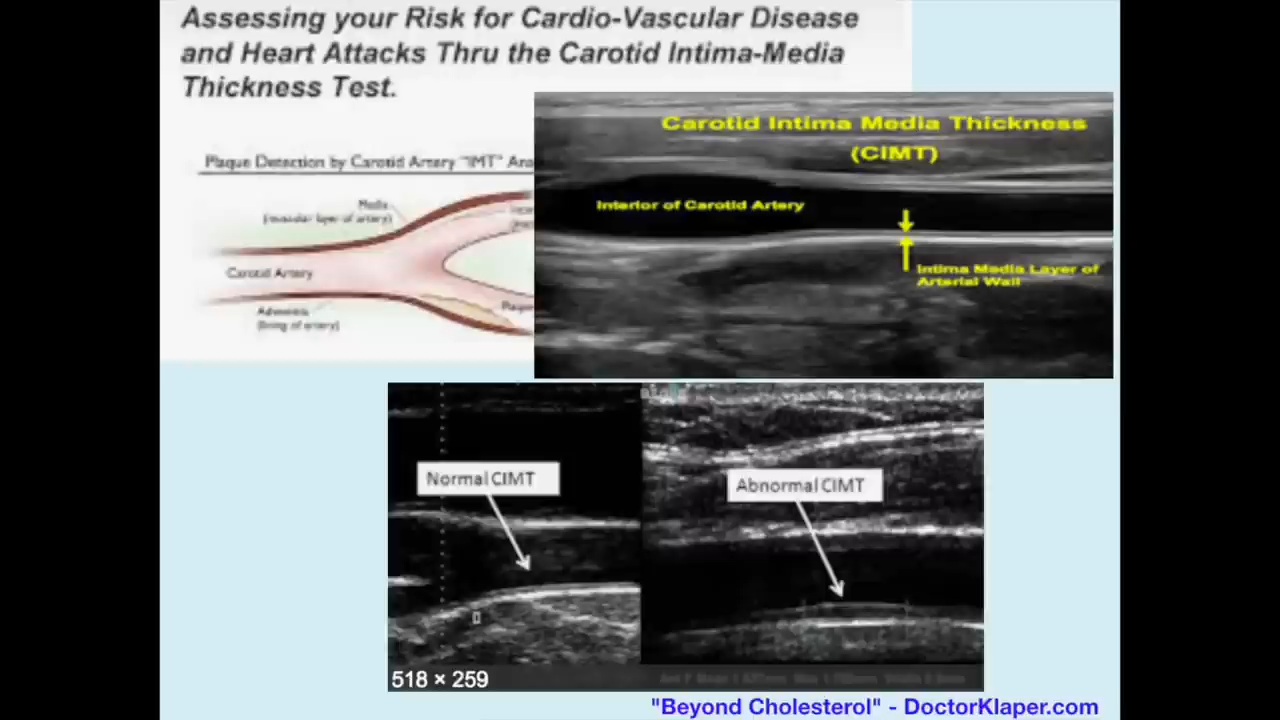 Assessing your Risk for Cardio-Vascular Disease
and Heart Attacks Thru the Carotid Intima-Media
Thickness Test.
Plaque Detection by Carotid Artery "IMT" Ana
Media
(muscular layer of artery)
Carotid Artery
Adventitia
(lining of artery)
Carotid Intima Media Thickness
(CIMT)
Interior of Carotid Artery
Intima Media Layer of
Arterial Wall
Normal CIMT
Abnormal CIMT
518 × 259
"Beyond Cholesterol" - DoctorKlaper.com